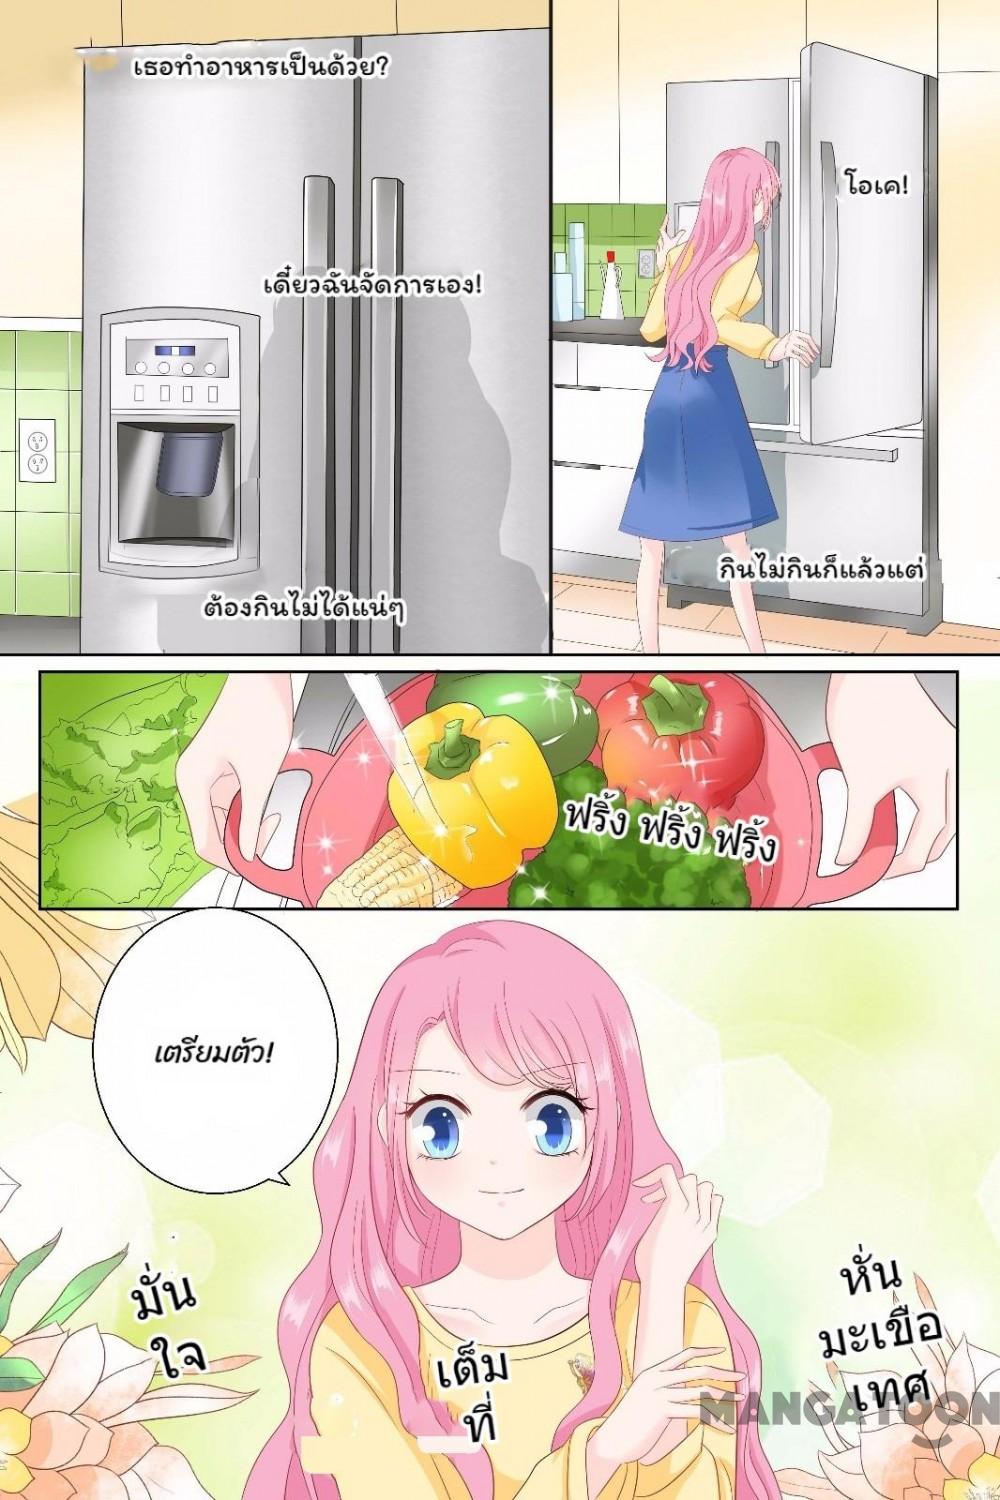 เธอทำอาหารเป็นด้วย?
โอเค!
เดี๋ยวฉันจัดการเอง!
กินไม่กินก็แล้วแต่
ต้องกินไม่ได้แน่ๆ
ฟริ้ง ฟริ้ง ฟริ้ง
เตรียมตัว!
มั่น
ใจ
เต็ม
ที่
หั่น
มะเขือ
เทศ
MANGATOON